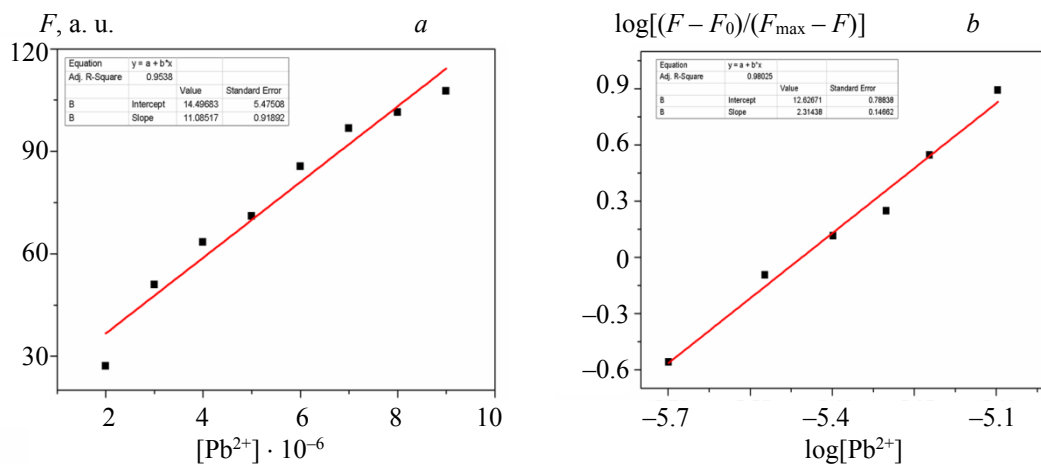 F, a. u. a
120
90
60
30
2 4 6 8 10
[Pb²⁺] · 10⁻⁶
Equation y = a + b*x
Adj. R-Square 0.9538
Value Standard Error
B Intercept 14.49683 5.47508
B Slope 11.08517 0.91892
log[(F – F₀)/(Fₘₐₓ – F)] b
0.9
0.6
0.3
0
–0.3
–0.6
–5.7 –5.4 –5.1
log[Pb²⁺]
Equation y = a + b*x
Adj. R-Square 0.98025
Value Standard Error
B Intercept 12.62671 0.78838
B Slope 2.31438 0.14662